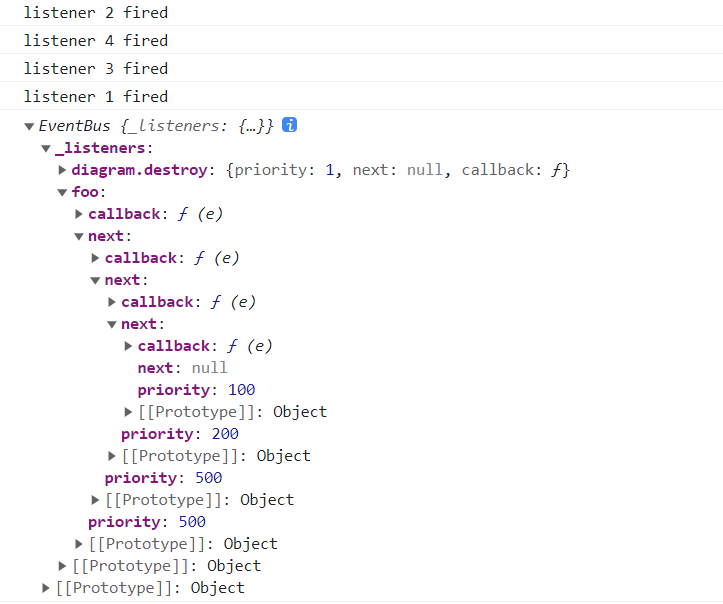 listener 2 fired
listener 4 fired
listener 3 fired
listener 1 fired
▼EventBus {_listeners: {…}} i
▼_listeners:
▶diagram.destroy: {priority: 1, next: null, callback: ƒ}
▼foo:
▶callback: ƒ (e)
▼next:
▶callback: ƒ (e)
▼next:
▶callback: ƒ (e)
▼next:
▶callback: ƒ (e)
next: null
priority: 100
▶[[Prototype]]: Object
priority: 200
▶[[Prototype]]: Object
priority: 500
▶[[Prototype]]: Object
priority: 500
▶[[Prototype]]: Object
▶[[Prototype]]: Object
▶[[Prototype]]: Object